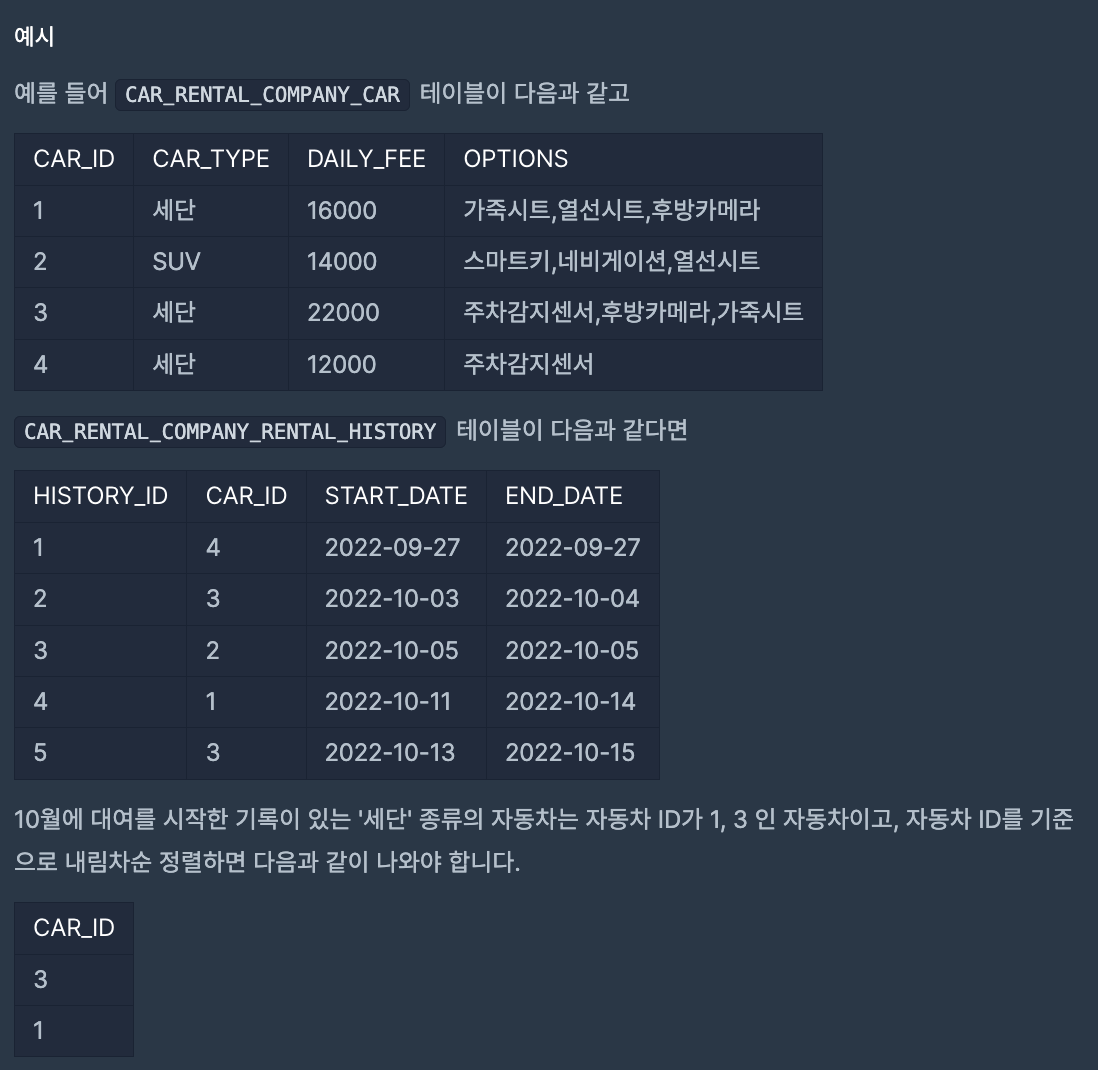 예시
예를 들어 CAR_RENTAL_COMPANY_CAR 테이블이 다음과 같고
CAR_ID CAR_TYPE DAILY_FEE OPTIONS
1 세단 16000 가죽시트,열선시트,후방카메라
2 SUV 14000 스마트키,네비게이션,열선시트
3 세단 22000 주차감지센서,후방카메라,가죽시트
4 세단 12000 주차감지센서
CAR_RENTAL_COMPANY_RENTAL_HISTORY 테이블이 다음과 같다면
HISTORY_ID CAR_ID START_DATE END_DATE
1 4 2022-09-27 2022-09-27
2 3 2022-10-03 2022-10-04
3 2 2022-10-05 2022-10-05
4 1 2022-10-11 2022-10-14
5 3 2022-10-13 2022-10-15
10월에 대여를 시작한 기록이 있는 '세단' 종류의 자동차는 자동차 ID가 1, 3 인 자동차이고, 자동차 ID를 기준
으로 내림차순 정렬하면 다음과 같이 나와야 합니다.
CAR_ID
3
1